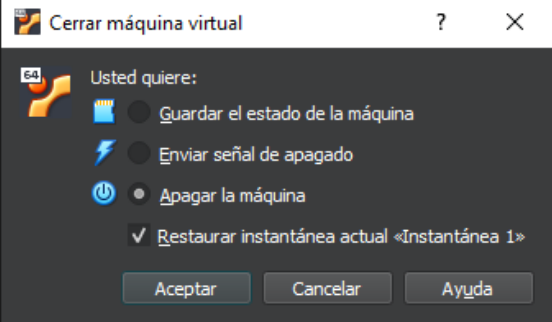 Cerrar máquina virtual ? ×
64
Usted quiere:
Guardar el estado de la máquina
Enviar señal de apagado
Apagar la máquina
Restaurar instantánea actual «Instantánea 1»
Aceptar Cancelar Ayuda